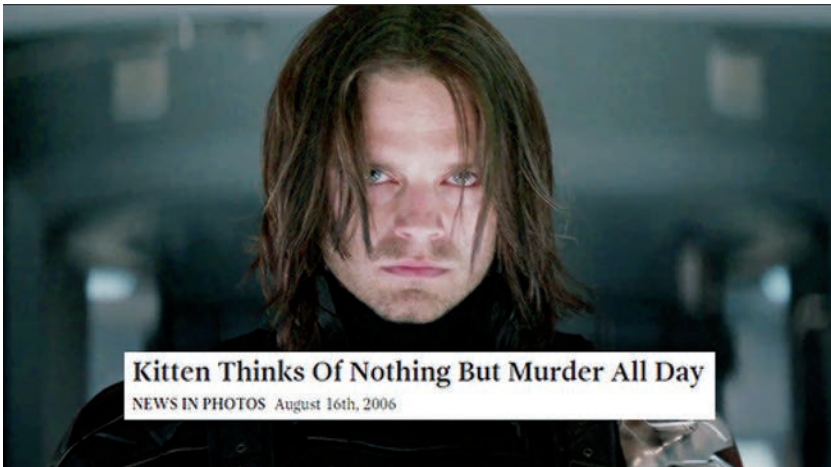 Kitten Thinks Of Nothing But Murder All Day
NEWS IN PHOTOS August 16th, 2006